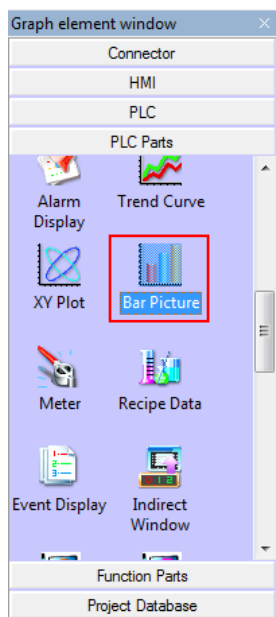 Graph element window
Connector
HMI
PLC
PLC Parts
Alarm Display
Trend Curve
XY Plot
Bar Picture
Meter
Recipe Data
Event Display
Indirect Window
Function Parts
Project Database